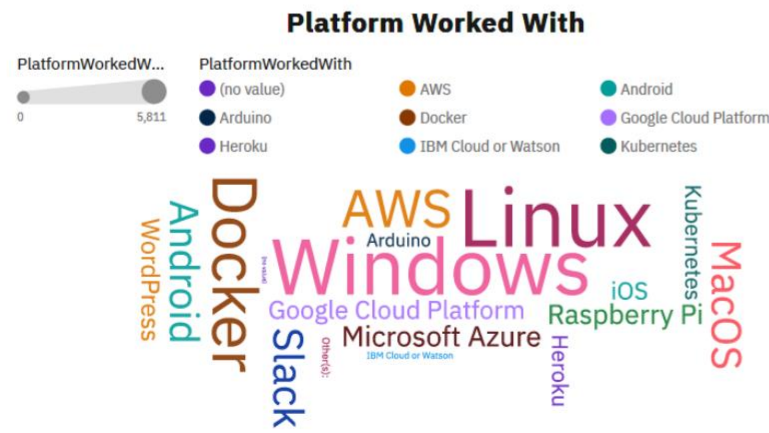 Platform Worked With
PlatformWorkedW...
0
5,811
PlatformWorkedWith
(no value)
AWS
Android
Arduino
Docker
Google Cloud Platform
Heroku
IBM Cloud or Watson
Kubernetes
WordPress
Android
Docker
AWS
Linux
Kubernetes
Arduino
Windows
(no value)
MacOS
iOS
Google Cloud Platform
Raspberry Pi
Slack
Other(s):
Microsoft Azure
IBM Cloud or Watson
Heroku